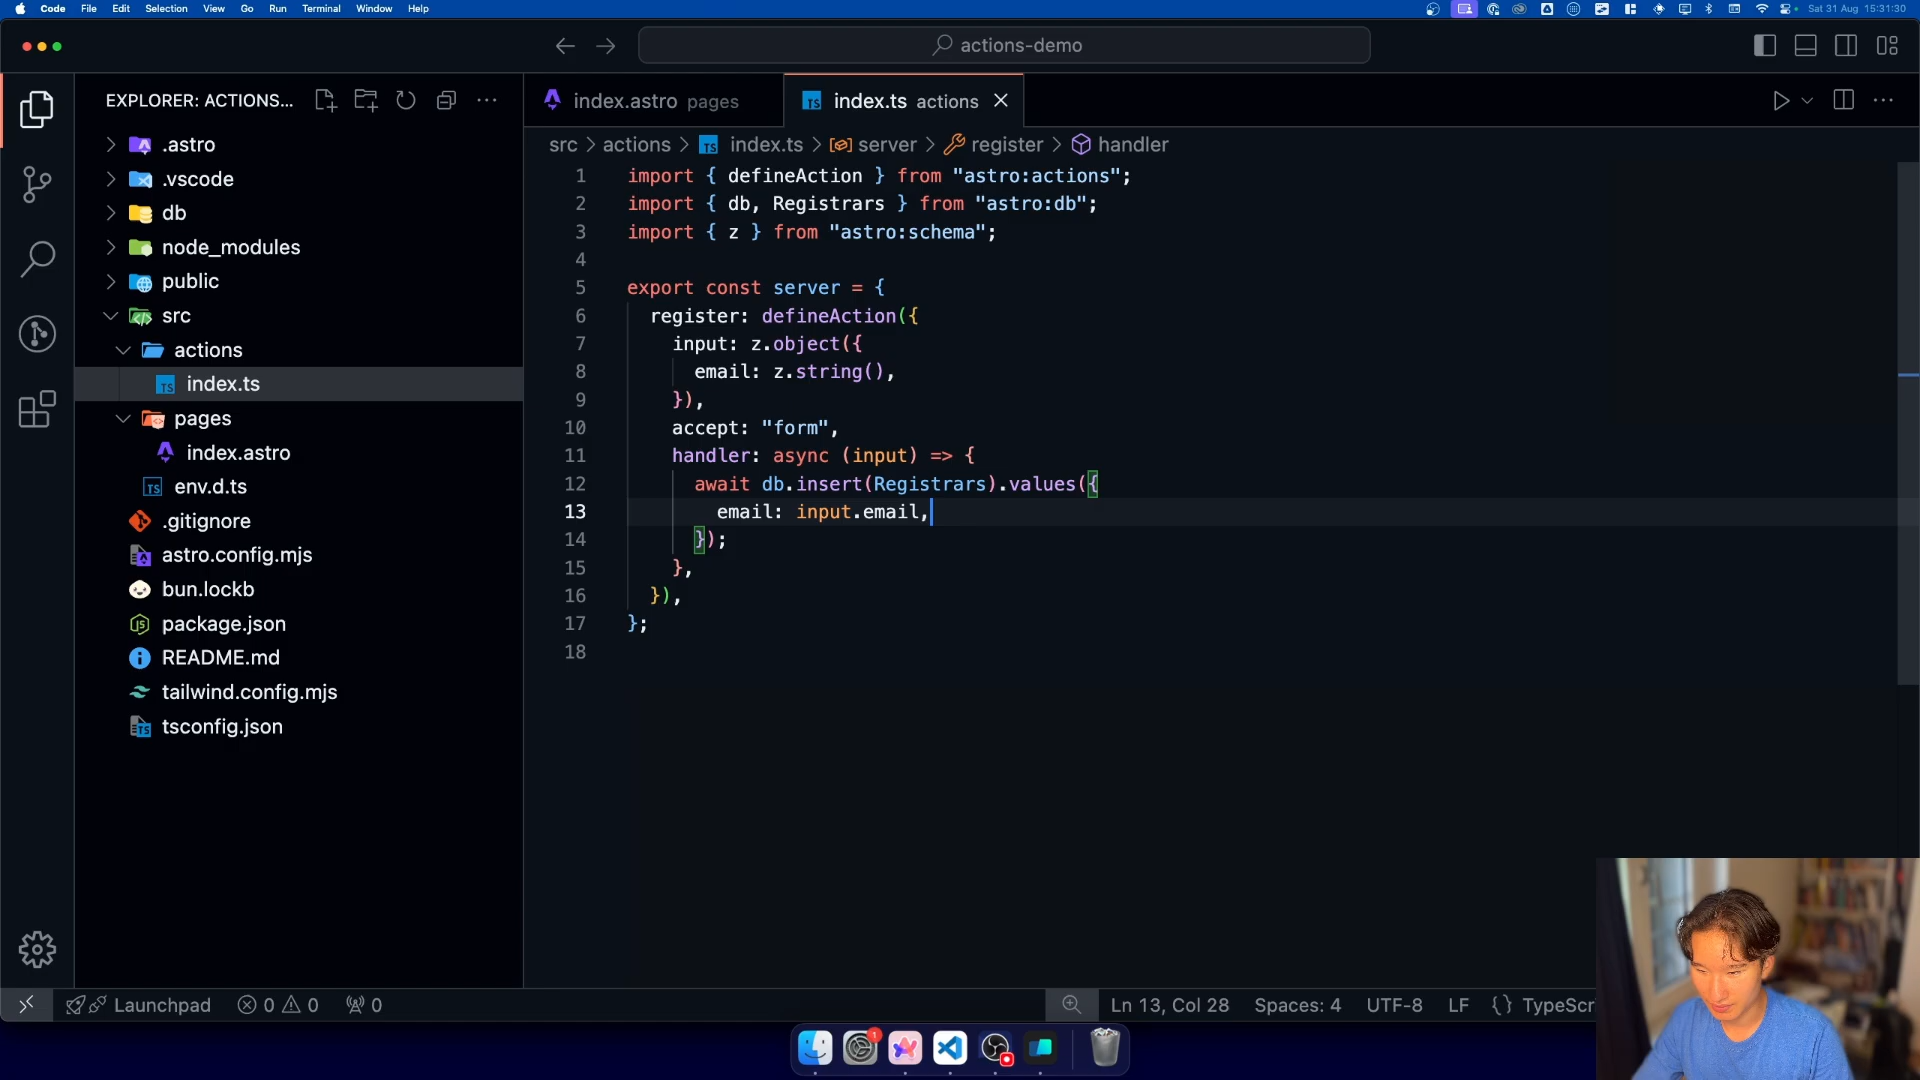 Code File Edit Selection View Go Run Terminal Window Help Sat 31 Aug 15:31:30
actions-demo
EXPLORER: ACTIONS...
.astro
.vscode
db
node_modules
public
src
actions
index.ts
pages
index.astro
env.d.ts
.gitignore
astro.config.mjs
bun.lockb
package.json
README.md
tailwind.config.mjs
tsconfig.json
index.astro pages
index.ts actions
src > actions > index.ts > server > register > handler
1 import { defineAction } from "astro:actions";
2 import { db, Registrars } from "astro:db";
3 import { z } from "astro:schema";
4
5 export const server = {
6 register: defineAction({
7 input: z.object({
8 email: z.string(),
9 }),
10 accept: "form",
11 handler: async (input) => {
12 await db.insert(Registrars).values({
13 email: input.email,
14 });
15 },
16 }),
17 };
18
Launchpad 0 0 0 Ln 13, Col 28 Spaces: 4 UTF-8 LF {} TypeScr
1